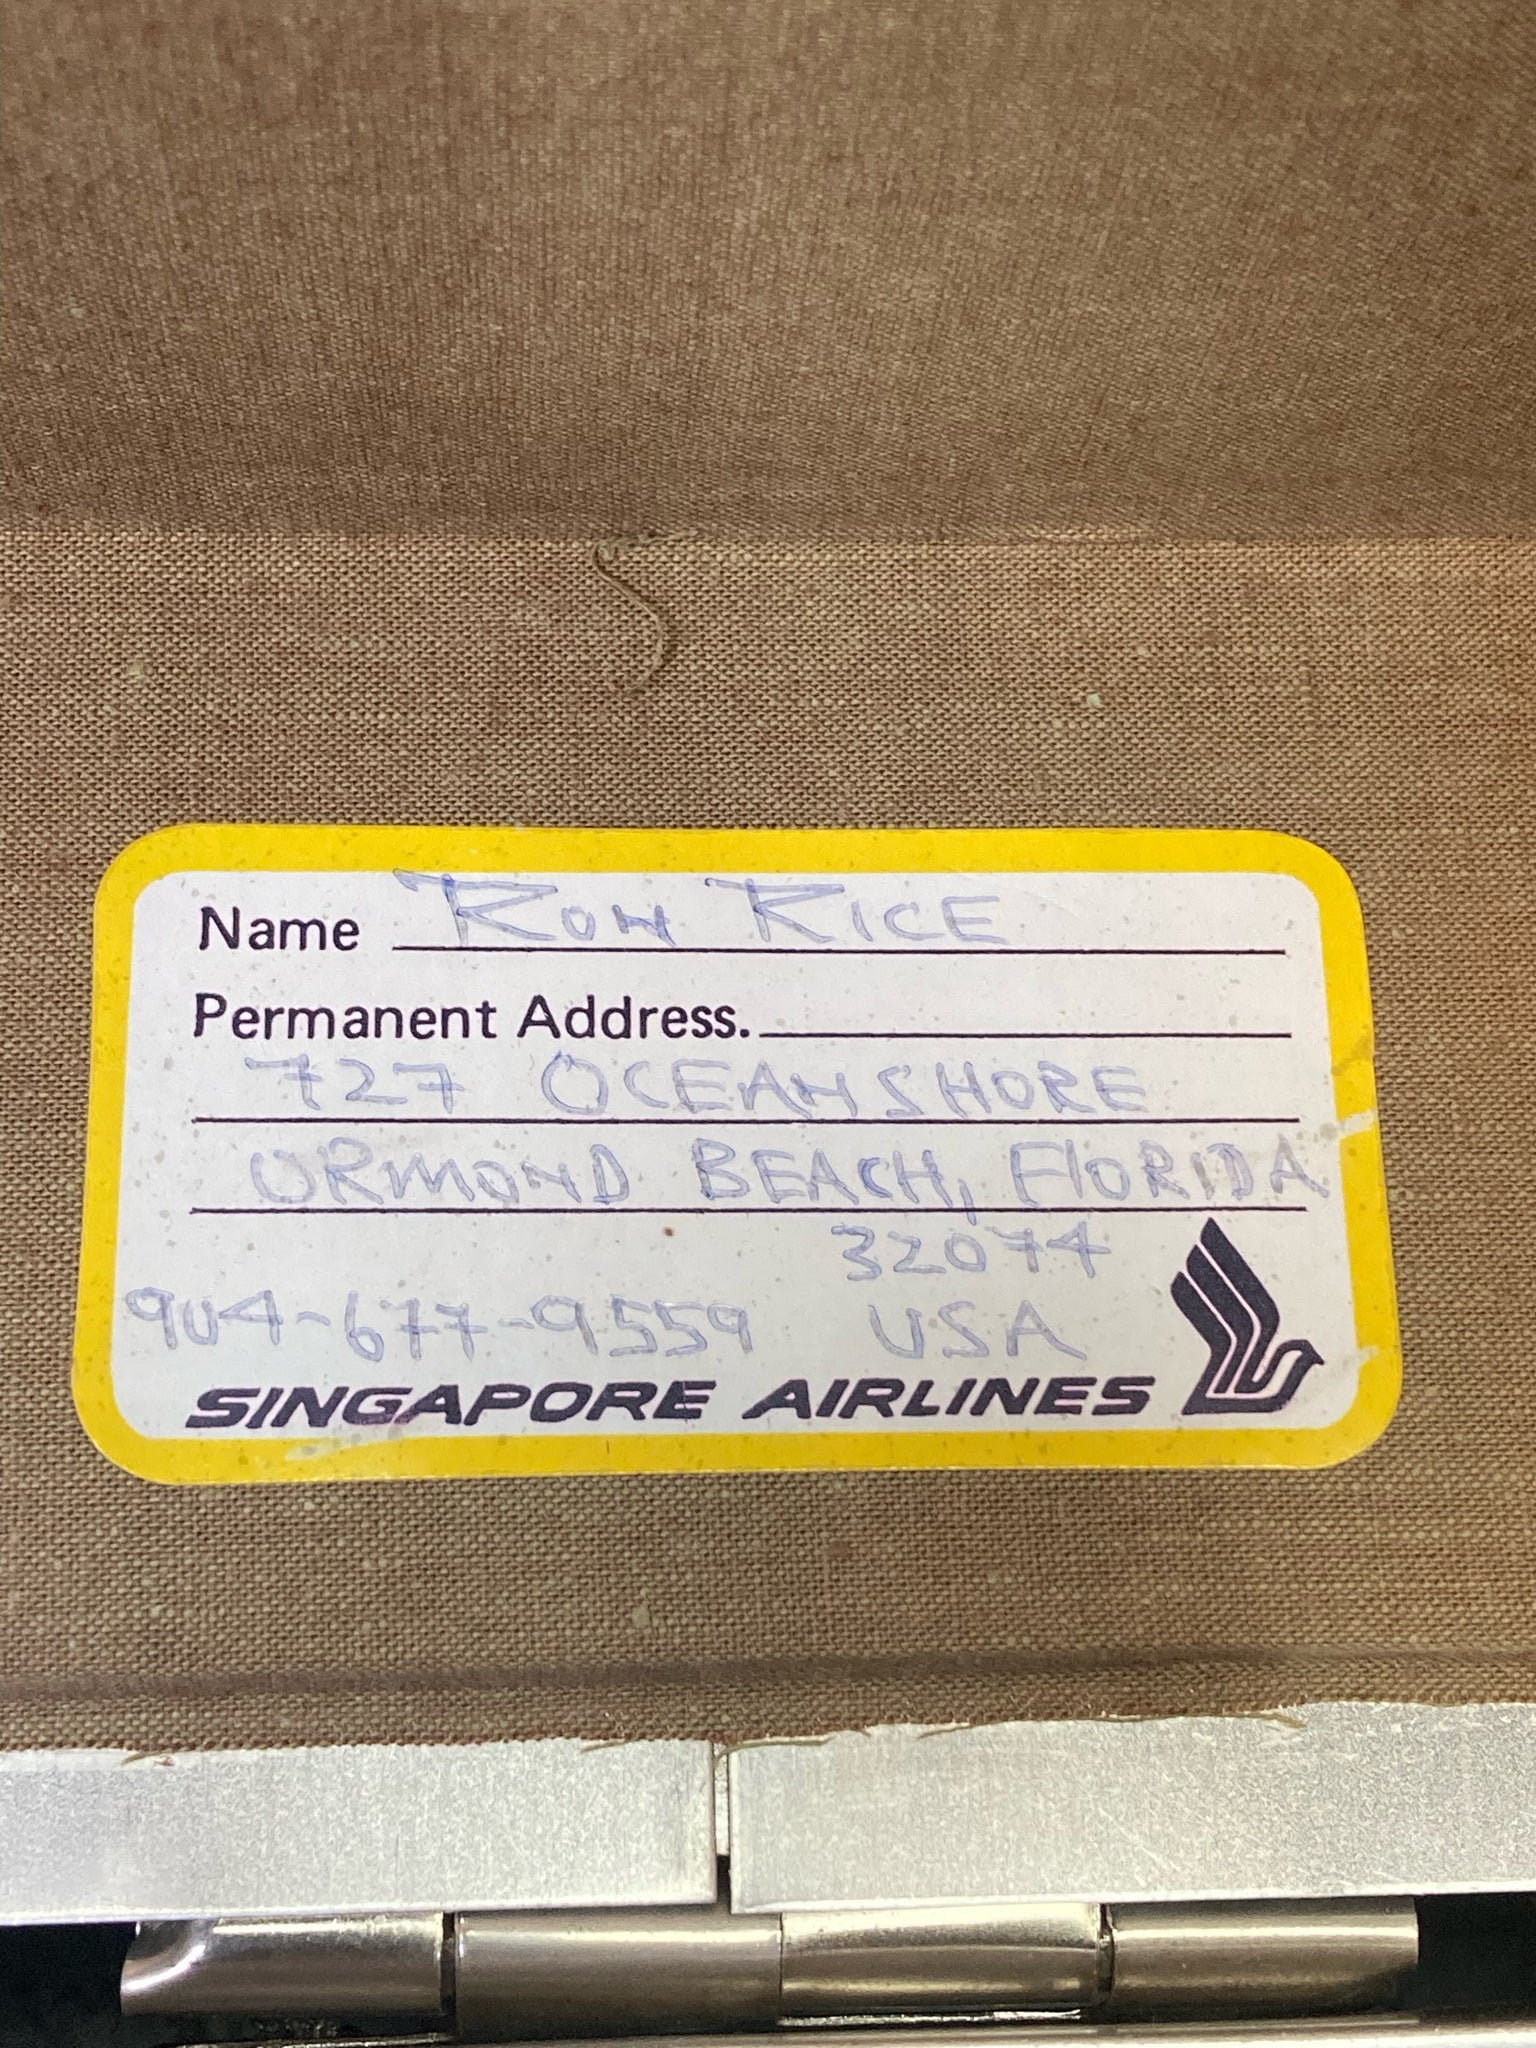 Name RON RICE
Permanent Address.
727 OCEANSHORE
ORMOND BEACH, FLORIDA
32074
904-677-9559 USA
SINGAPORE AIRLINES